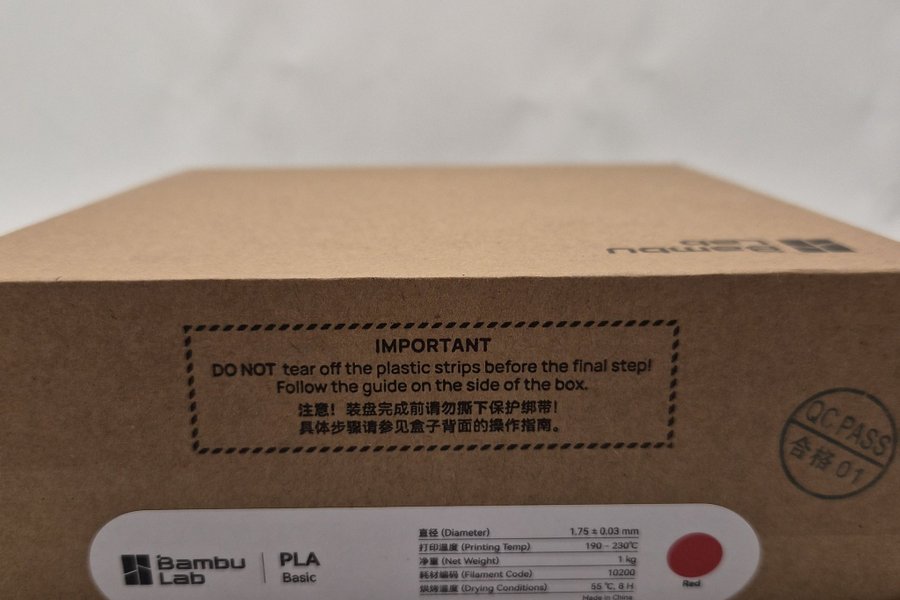 Bambu
Lab
IMPORTANT
DO NOT tear off the plastic strips before the final step!
Follow the guide on the side of the box.
注意！装盘完成前请勿撕下保护绑带！
具体步骤请参见盒子背面的操作指南。
QC PASS
合格 01
Bambu
Lab
PLA
Basic
直径 (Diameter) 1.75 ± 0.03 mm
打印温度 (Printing Temp) 190 - 230℃
净重 (Net Weight) 1 kg
耗材编码 (Filament Code) 10200
烘烤温度 (Drying Conditions) 55 ℃, 8 H
Made in China
Red